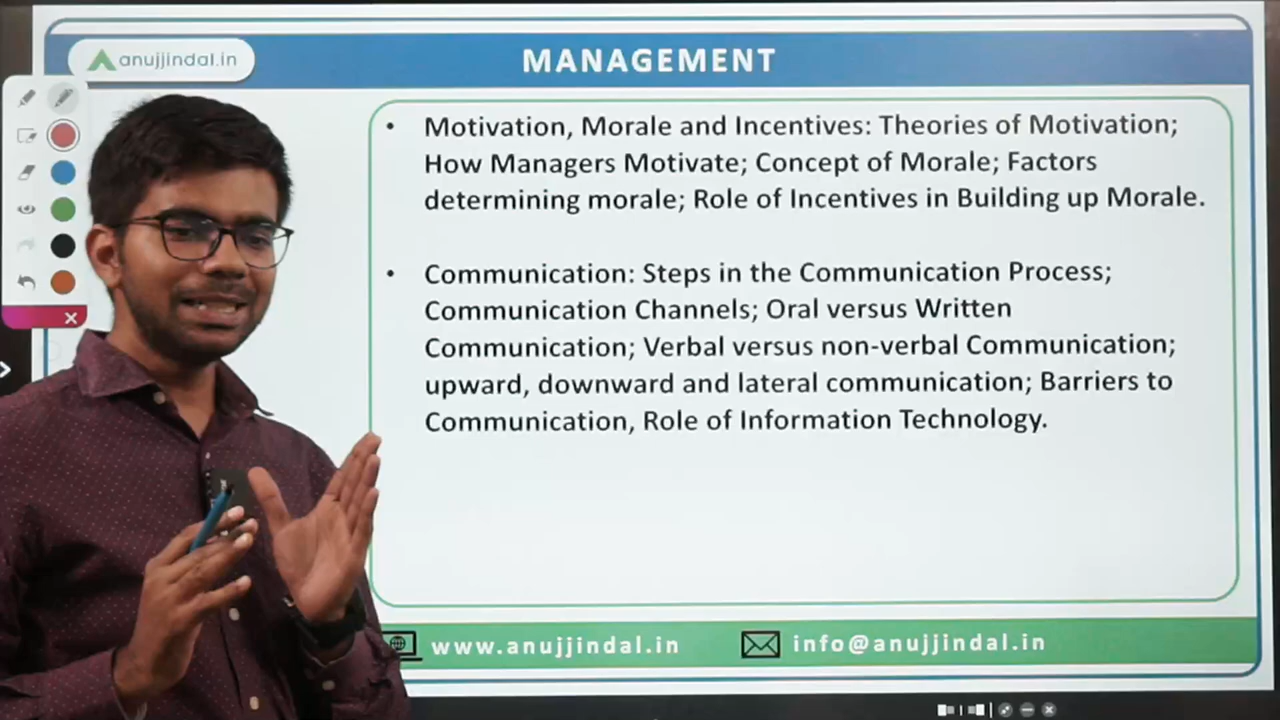 anujjindal.in
MANAGEMENT
• Motivation, Morale and Incentives: Theories of Motivation;
How Managers Motivate; Concept of Morale; Factors
determining morale; Role of Incentives in Building up Morale.
• Communication: Steps in the Communication Process;
Communication Channels; Oral versus Written
Communication; Verbal versus non-verbal Communication;
upward, downward and lateral communication; Barriers to
Communication, Role of Information Technology.
www.anujjindal.in
info@anujjindal.in